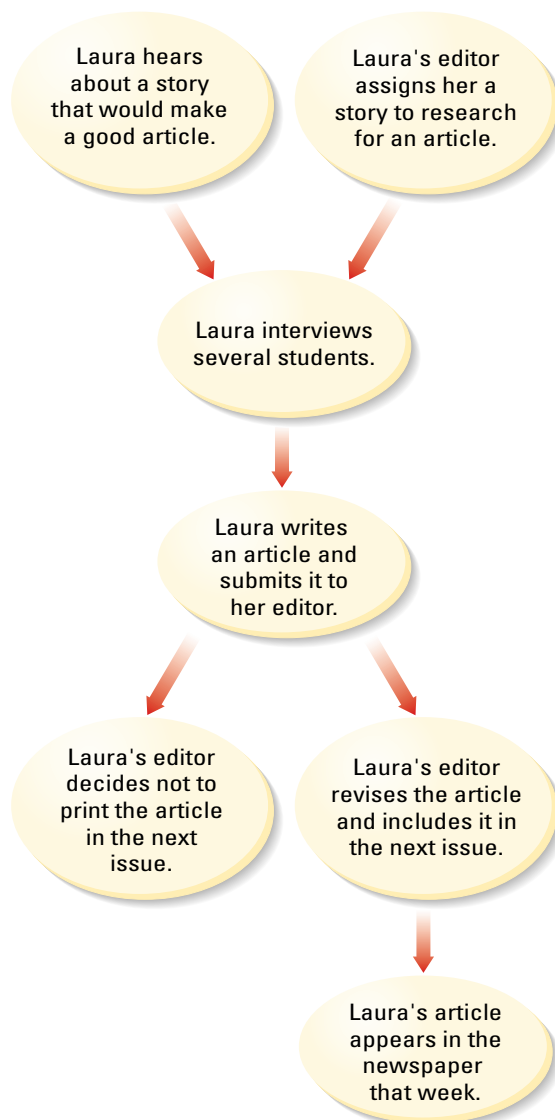 Laura hears
about a story
that would make
a good article.
Laura's editor
assigns her a
story to research
for an article.
Laura interviews
several students.
Laura writes
an article and
submits it to
her editor.
Laura's editor
decides not to
print the article
in the next
issue.
Laura's editor
revises the article
and includes it in
the next issue.
Laura's article
appears in the
newspaper
that week.